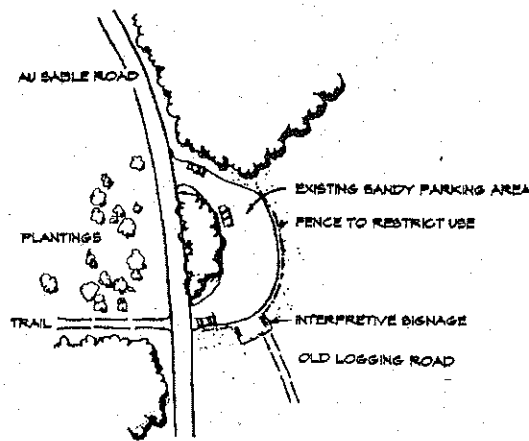 AU SABLE ROAD
EXISTING SANDY PARKING AREA
FENCE TO RESTRICT USE
PLANTINGS
TRAIL
INTERPRETIVE SIGNAGE
OLD LOGGING ROAD